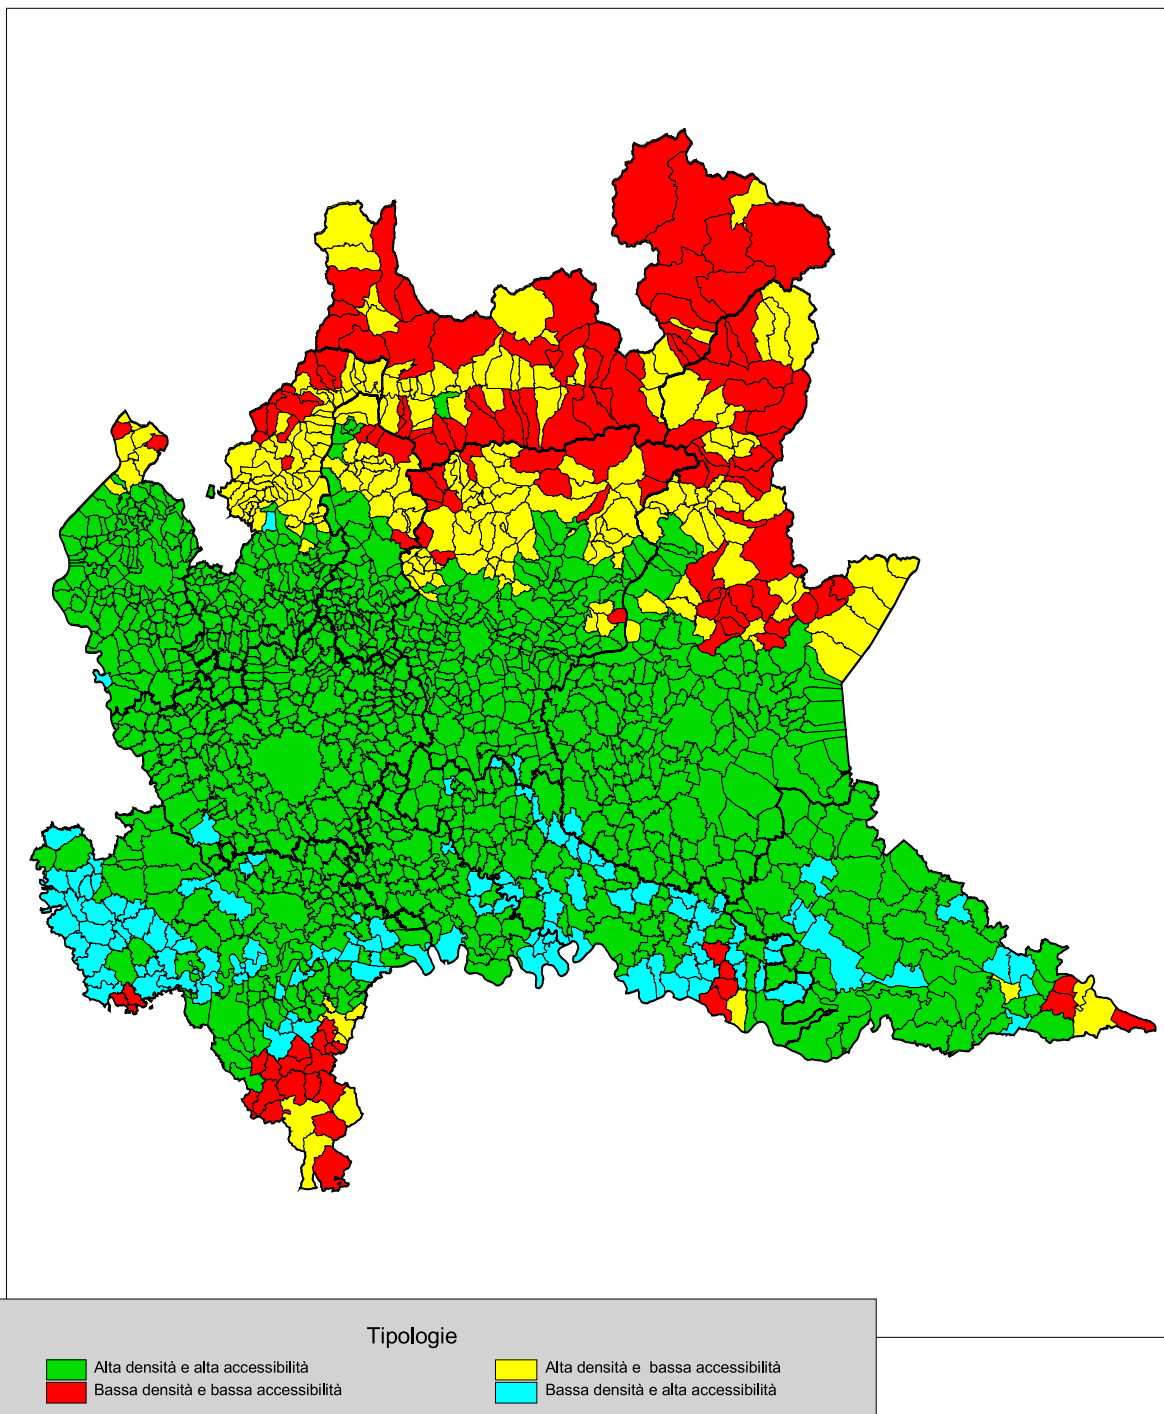 Tipologie
Alta densità e alta accessibilità
Bassa densità e bassa accessibilità
Alta densità e bassa accessibilità
Bassa densità e alta accessibilità